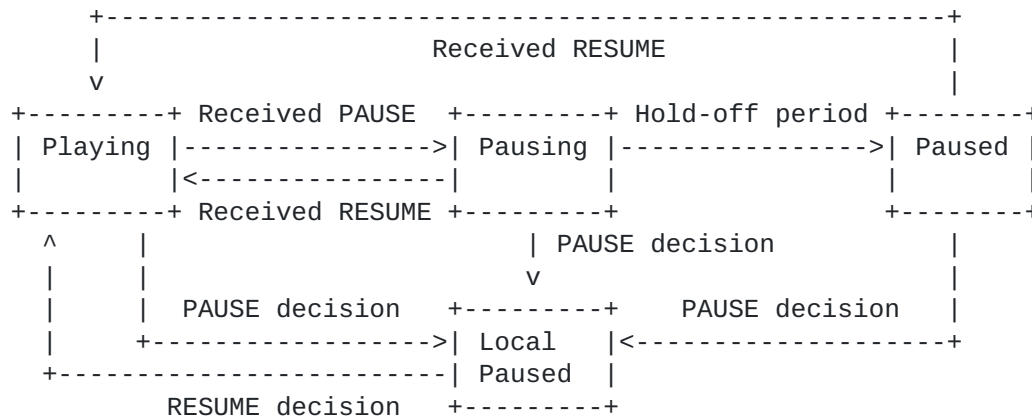 Received RESUME
Received PAUSE Hold-off period
Playing Pausing Paused
Received RESUME
PAUSE decision
PAUSE decision PAUSE decision
Local
Paused
RESUME decision